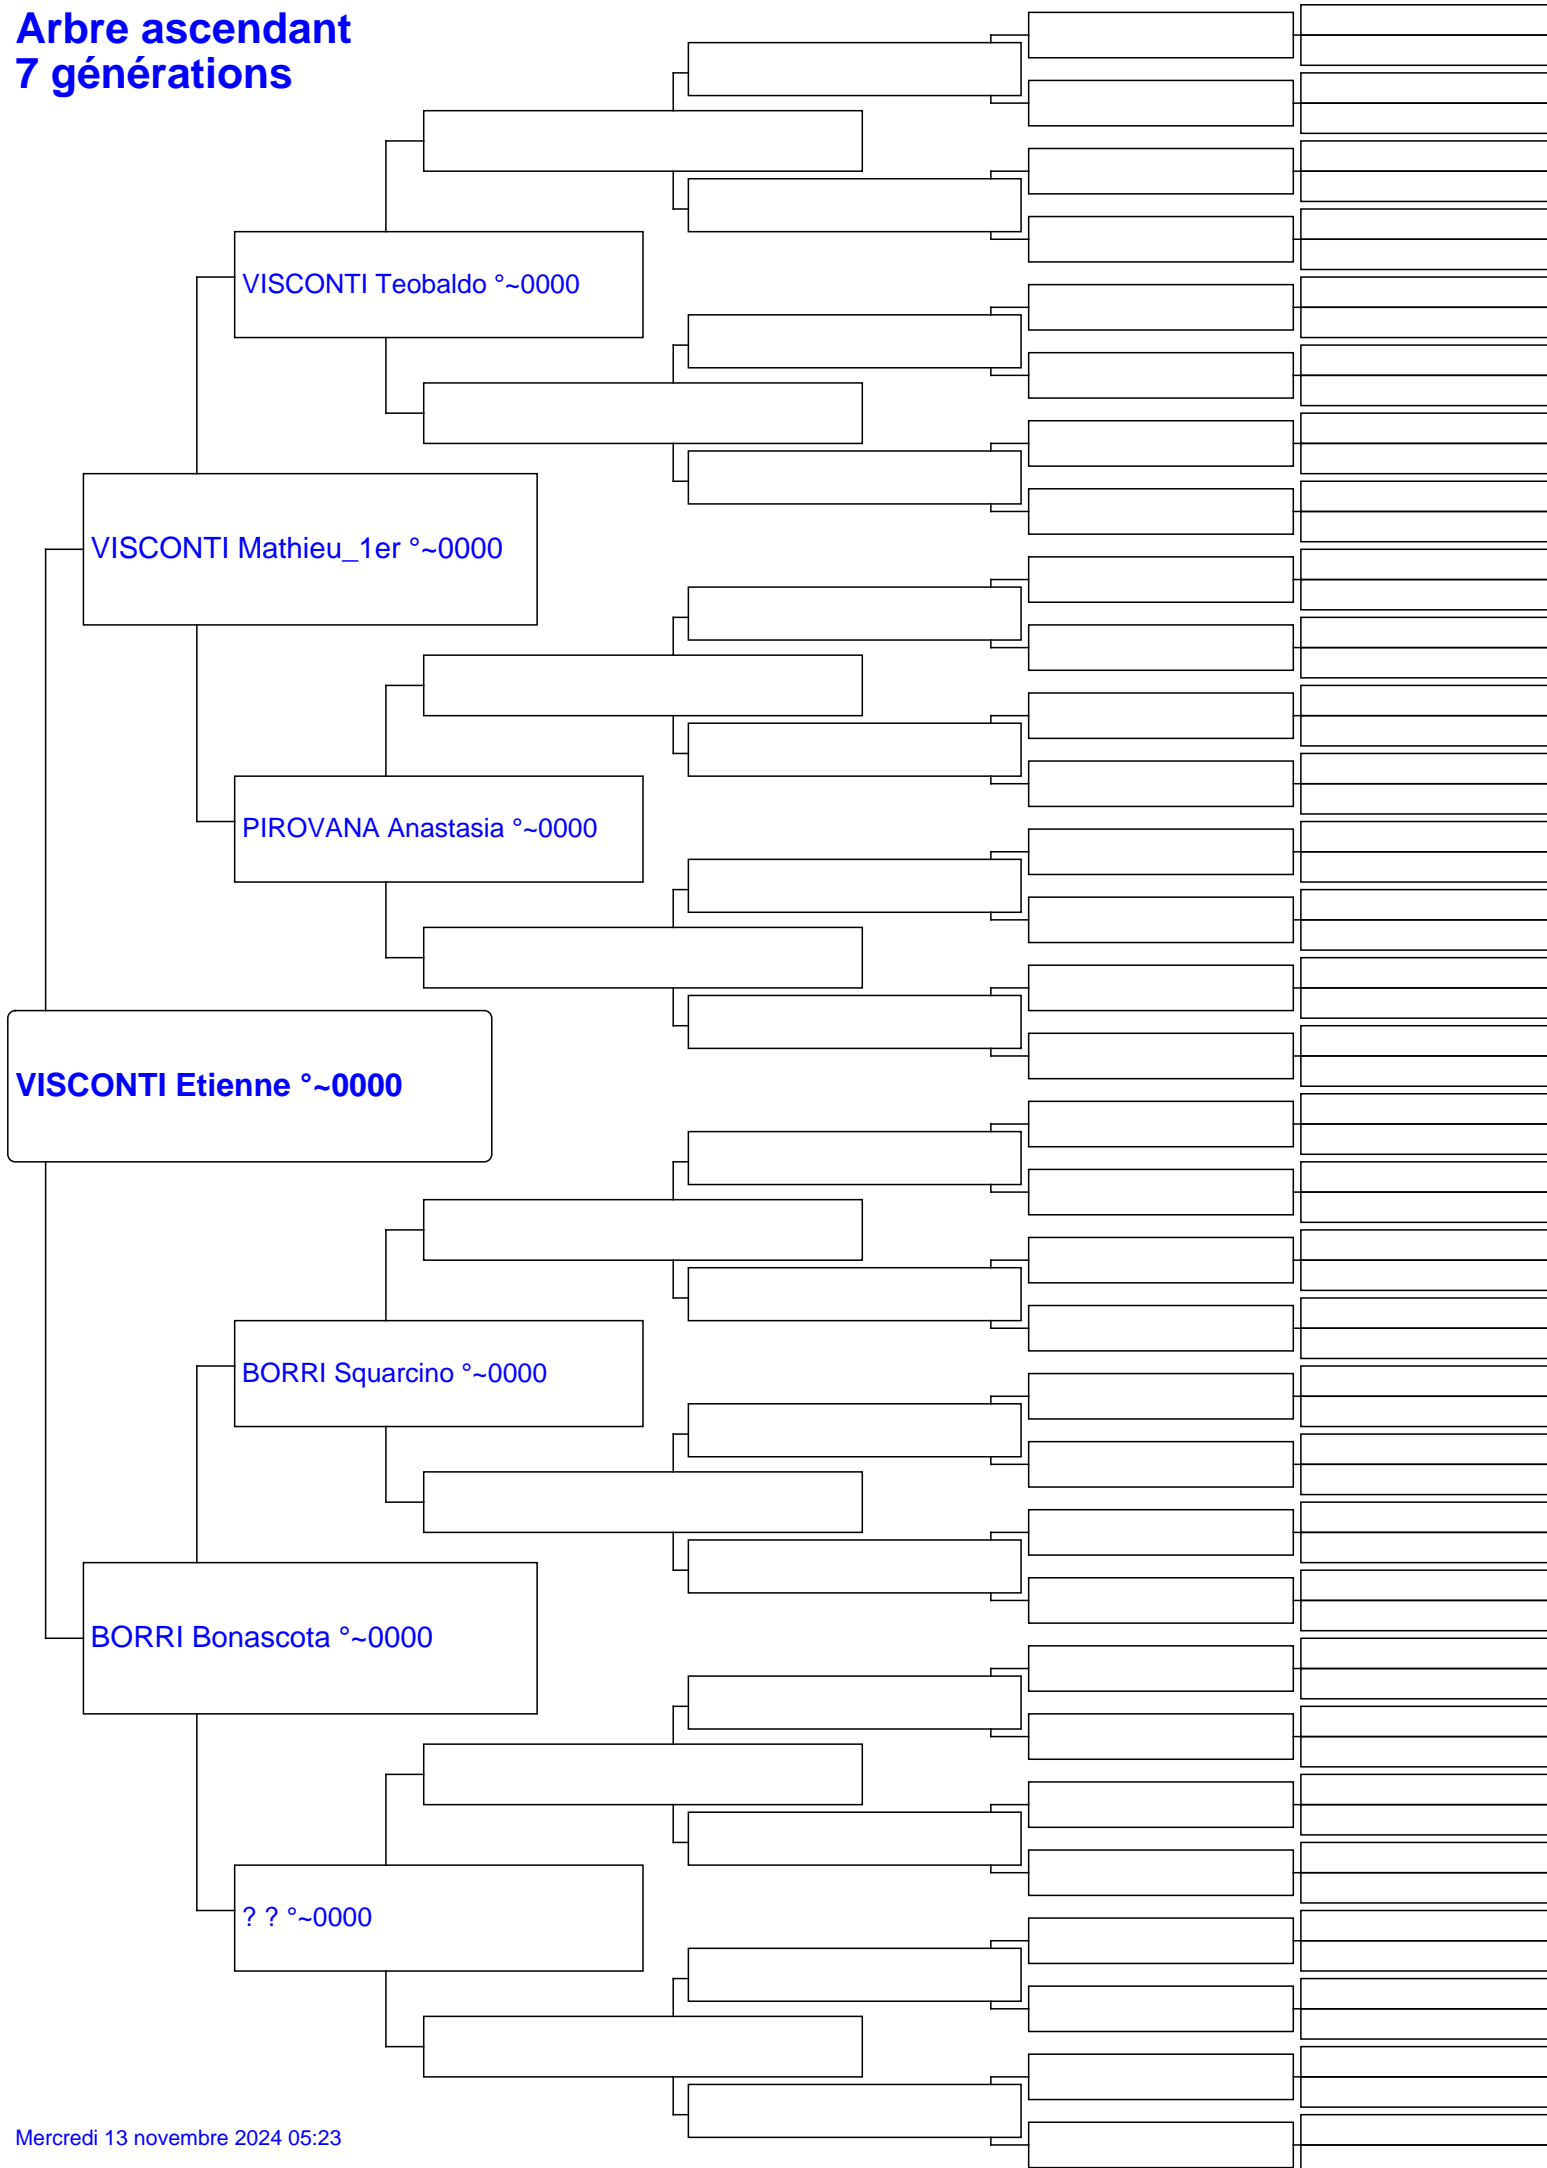 Arbre ascendant
7 générations
VISCONTI Teobaldo °~0000
VISCONTI Mathieu_1er °~0000
PIROVANA Anastasia °~0000
VISCONTI Etienne °~0000
BORRI Squarcino °~0000
BORRI Bonascota °~0000
? ? °~0000
Mercredi 13 novembre 2024 05:23